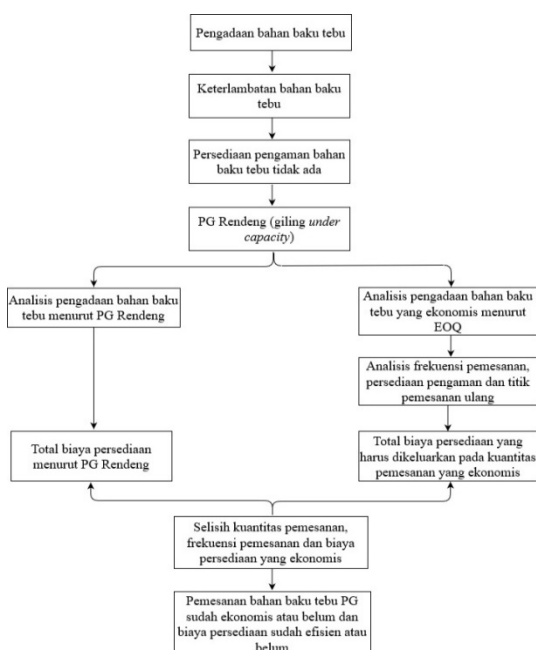 Pengadaan bahan baku tebu
Keterlambatan bahan baku
tebu
Persediaan pengaman bahan
baku tebu tidak ada
PG Rendeng (giling under
capacity)
Analisis pengadaan bahan baku
tebu menurut PG Rendeng
Analisis pengadaan bahan baku
tebu yang ekonomis menurut
EOQ
Analisis frekuensi pemesanan,
persediaan pengaman dan titik
pemesanan ulang
Total biaya persediaan
menurut PG Rendeng
Total biaya persediaan yang
harus dikeluarkan pada kuantitas
pemesanan yang ekonomis
Selisih kuantitas pemesanan,
frekuensi pemesanan dan biaya
persediaan yang ekonomis
Pemesanan bahan baku tebu PG
sudah ekonomis atau belum dan
biaya persediaan sudah efisien atau
belum